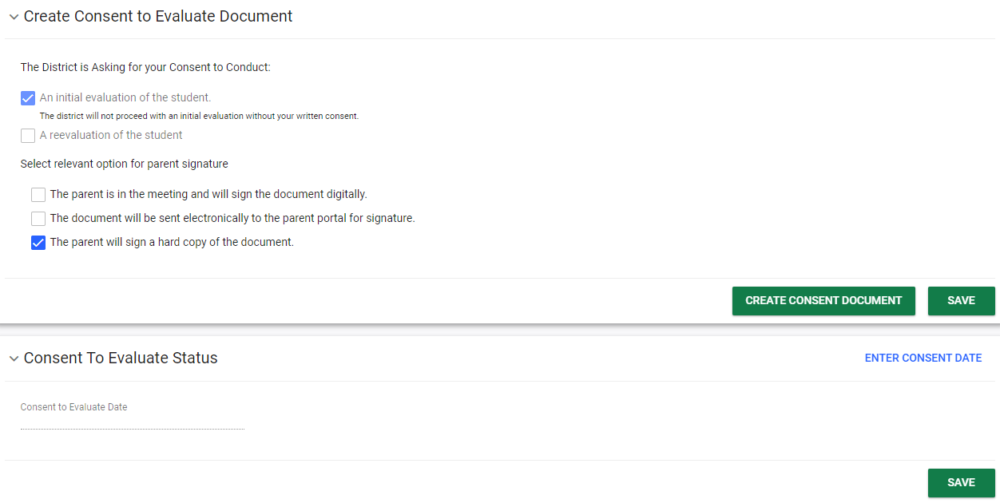 Create Consent to Evaluate Document
The District is Asking for your Consent to Conduct:
An initial evaluation of the student.
The district will not proceed with an initial evaluation without your written consent.
A reevaluation of the student
Select relevant option for parent signature
The parent is in the meeting and will sign the document digitally.
The document will be sent electronically to the parent portal for signature.
The parent will sign a hard copy of the document.
CREATE CONSENT DOCUMENT SAVE
Consent To Evaluate Status ENTER CONSENT DATE
Consent to Evaluate Date
SAVE